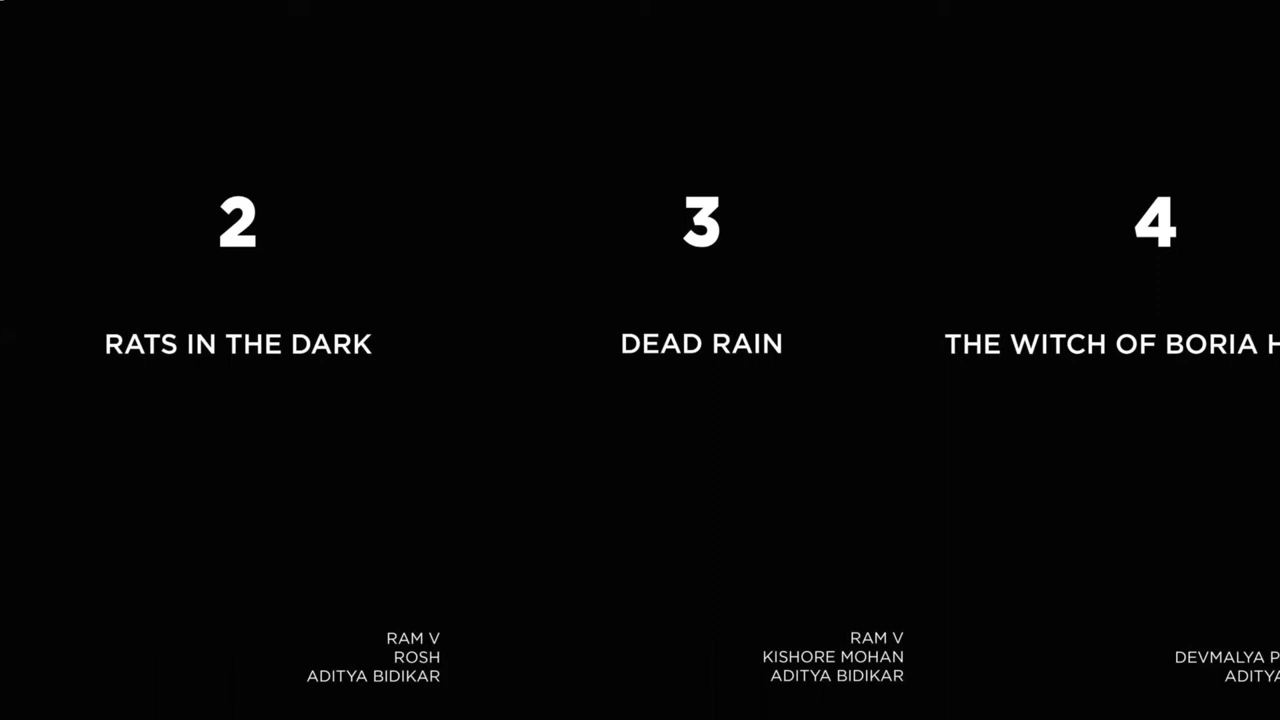 2
RATS IN THE DARK
RAM V
ROSH
ADITYA BIDIKAR
3
DEAD RAIN
RAM V
KISHORE MOHAN
ADITYA BIDIKAR
4
THE WITCH OF BORIA
DEVMALYA